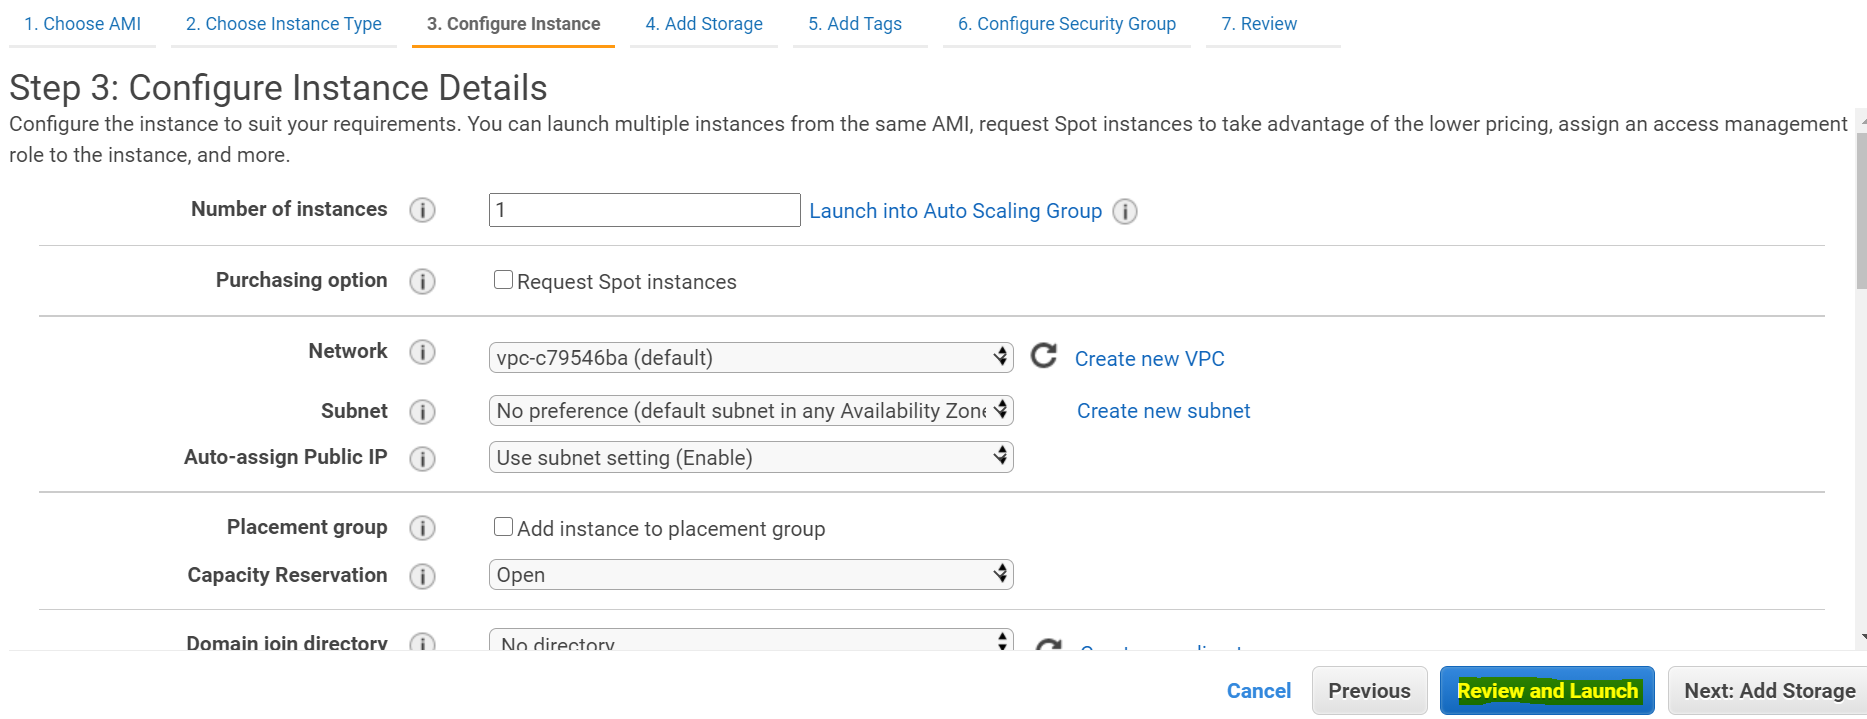 1. Choose AMI 2. Choose Instance Type 3. Configure Instance 4. Add Storage 5. Add Tags 6. Configure Security Group 7. Review
Step 3: Configure Instance Details
Configure the instance to suit your requirements. You can launch multiple instances from the same AMI, request Spot instances to take advantage of the lower pricing, assign an access management
role to the instance, and more.
Number of instances i 1 Launch into Auto Scaling Group i
Purchasing option i Request Spot instances
Network i vpc-c79546ba (default) Create new VPC
Subnet i No preference (default subnet in any Availability Zone Create new subnet
Auto-assign Public IP i Use subnet setting (Enable)
Placement group i Add instance to placement group
Capacity Reservation i Open
Domain join directory i No directory
Cancel Previous Review and Launch Next: Add Storage